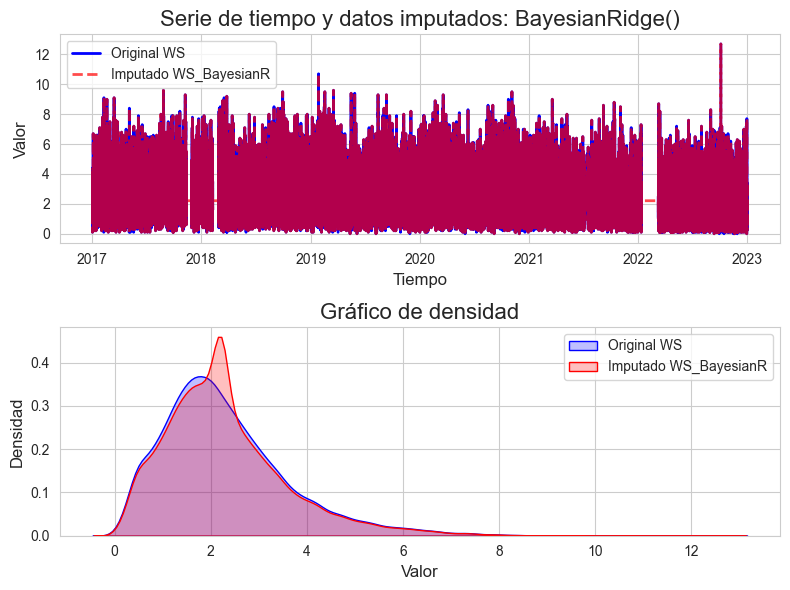 Serie de tiempo y datos imputados: BayesianRidge()
Original WS
Imputado WS_BayesianR
12
10
8
6
4
2
0
Valor
2017 2018 2019 2020 2021 2022 2023
Tiempo
Gráfico de densidad
Original WS
Imputado WS_BayesianR
0.4
0.3
0.2
0.1
0.0
Densidad
0 2 4 6 8 10 12
Valor